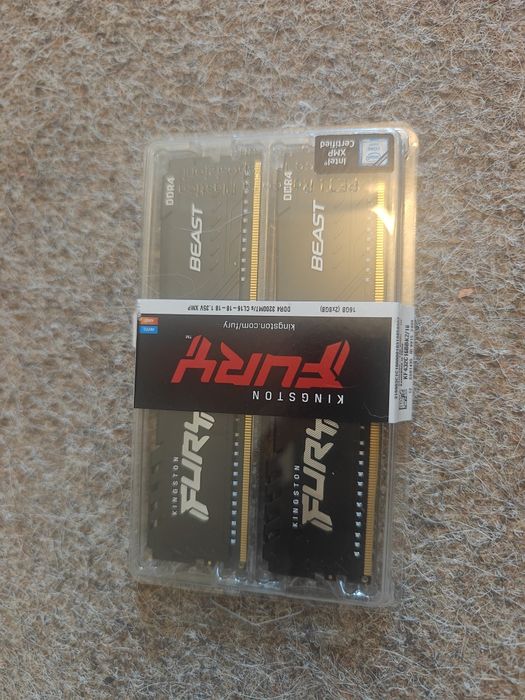 Intel®
XMP
Certified
DDR4
BEAST
DDR4
BEAST
16GB (2x8GB)
DDR4 3200MT/s CL16-18-18 1.35V XMP
KINGSTON
FURY™
kingston.com/fury
KINGSTON
FURY
KINGSTON
FURY